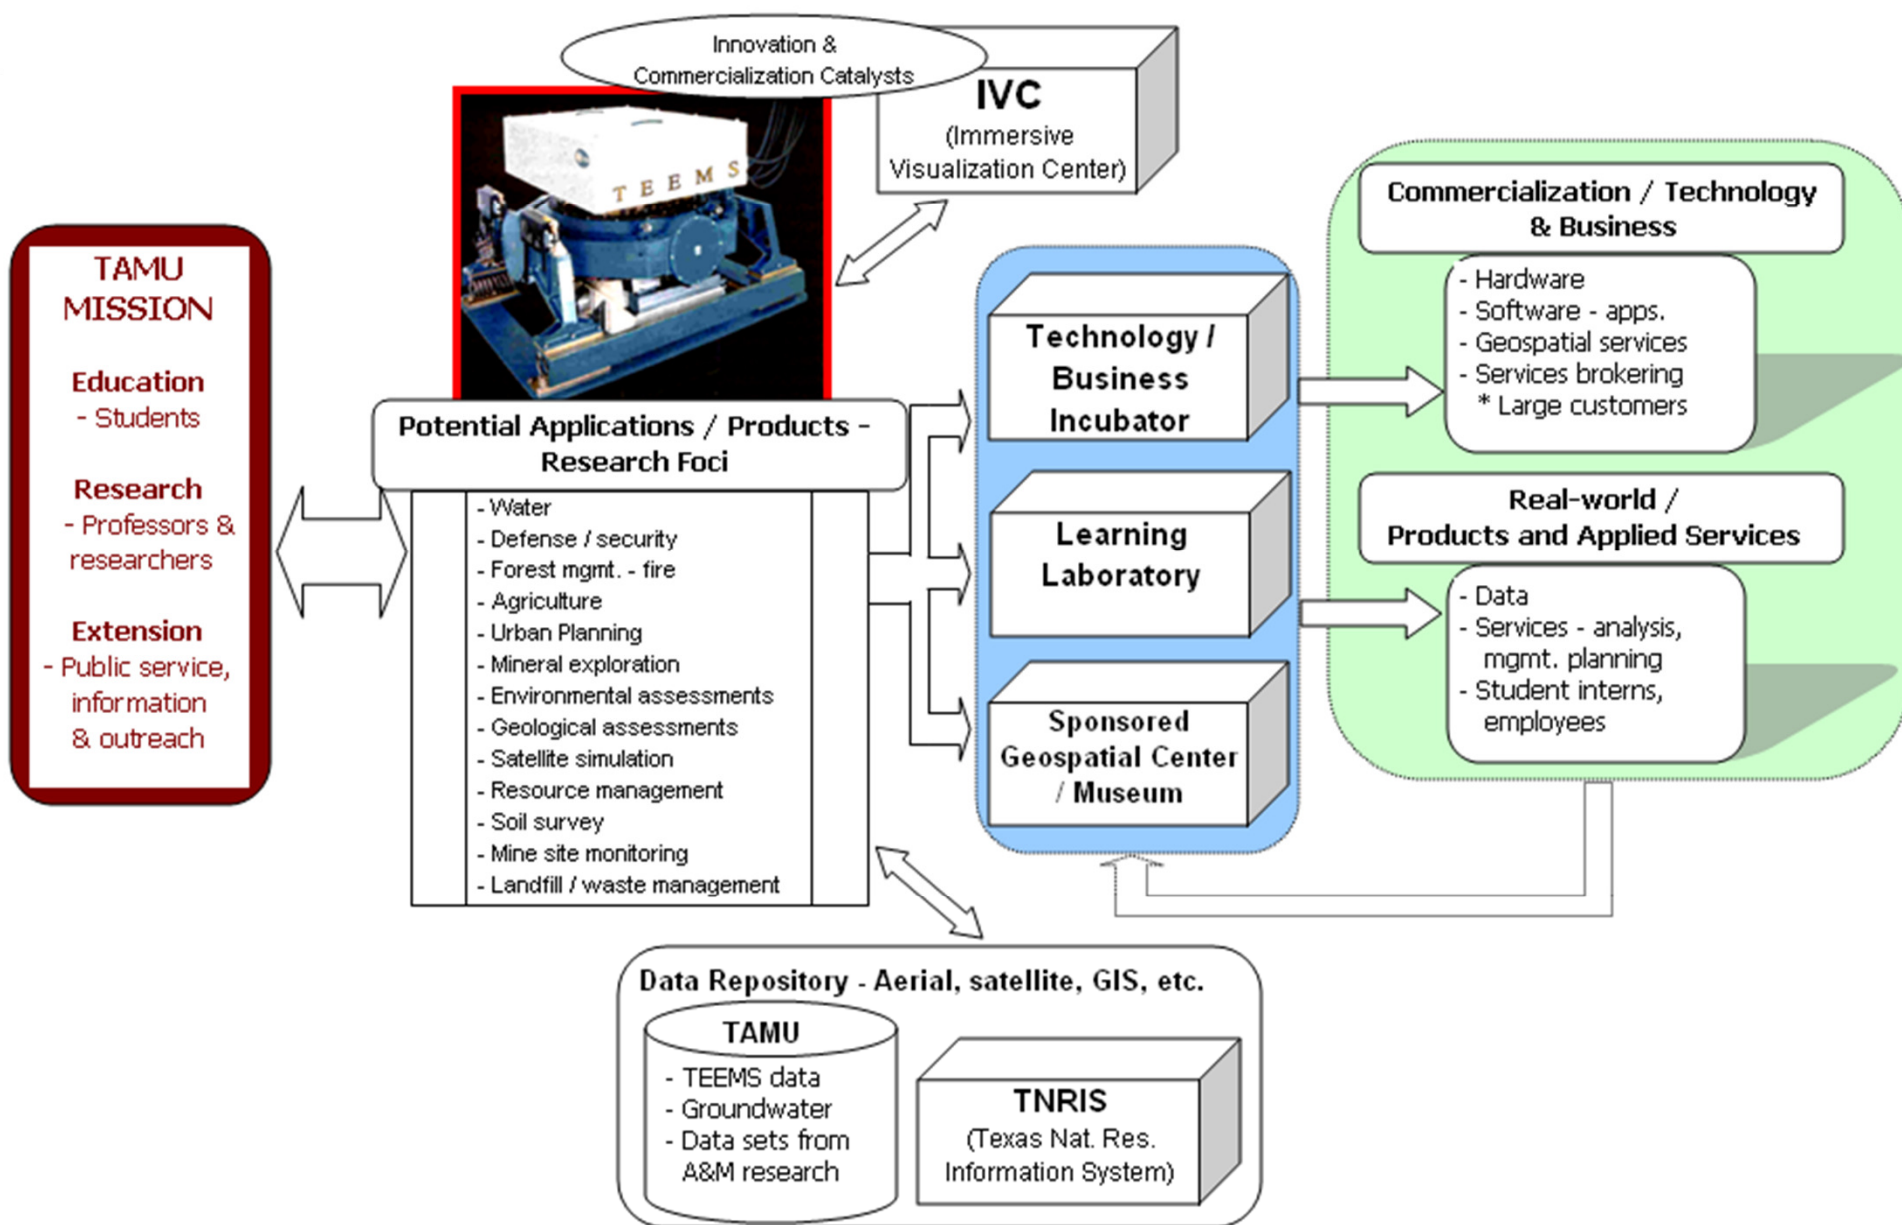 Innovation &
Commercialization Catalysts
IVC
(Immersive
Visualization Center)
TEEMS
TAMU
MISSION
Education
- Students
Research
- Professors &
researchers
Extension
- Public service,
information
& outreach
Potential Applications / Products -
Research Foci
- Water
- Defense / security
- Forest mgmt. - fire
- Agriculture
- Urban Planning
- Mineral exploration
- Environmental assessments
- Geological assessments
- Satellite simulation
- Resource management
- Soil survey
- Mine site monitoring
- Landfill / waste management
Technology /
Business
Incubator
Learning
Laboratory
Sponsored
Geospatial Center
/ Museum
Commercialization / Technology
& Business
- Hardware
- Software - apps.
- Geospatial services
- Services brokering
* Large customers
Real-world /
Products and Applied Services
- Data
- Services - analysis,
mgmt. planning
- Student interns,
employees
Data Repository - Aerial, satellite, GIS, etc.
TAMU
- TEEMS data
- Groundwater
- Data sets from
A&M research
TNRIS
(Texas Nat. Res.
Information System)